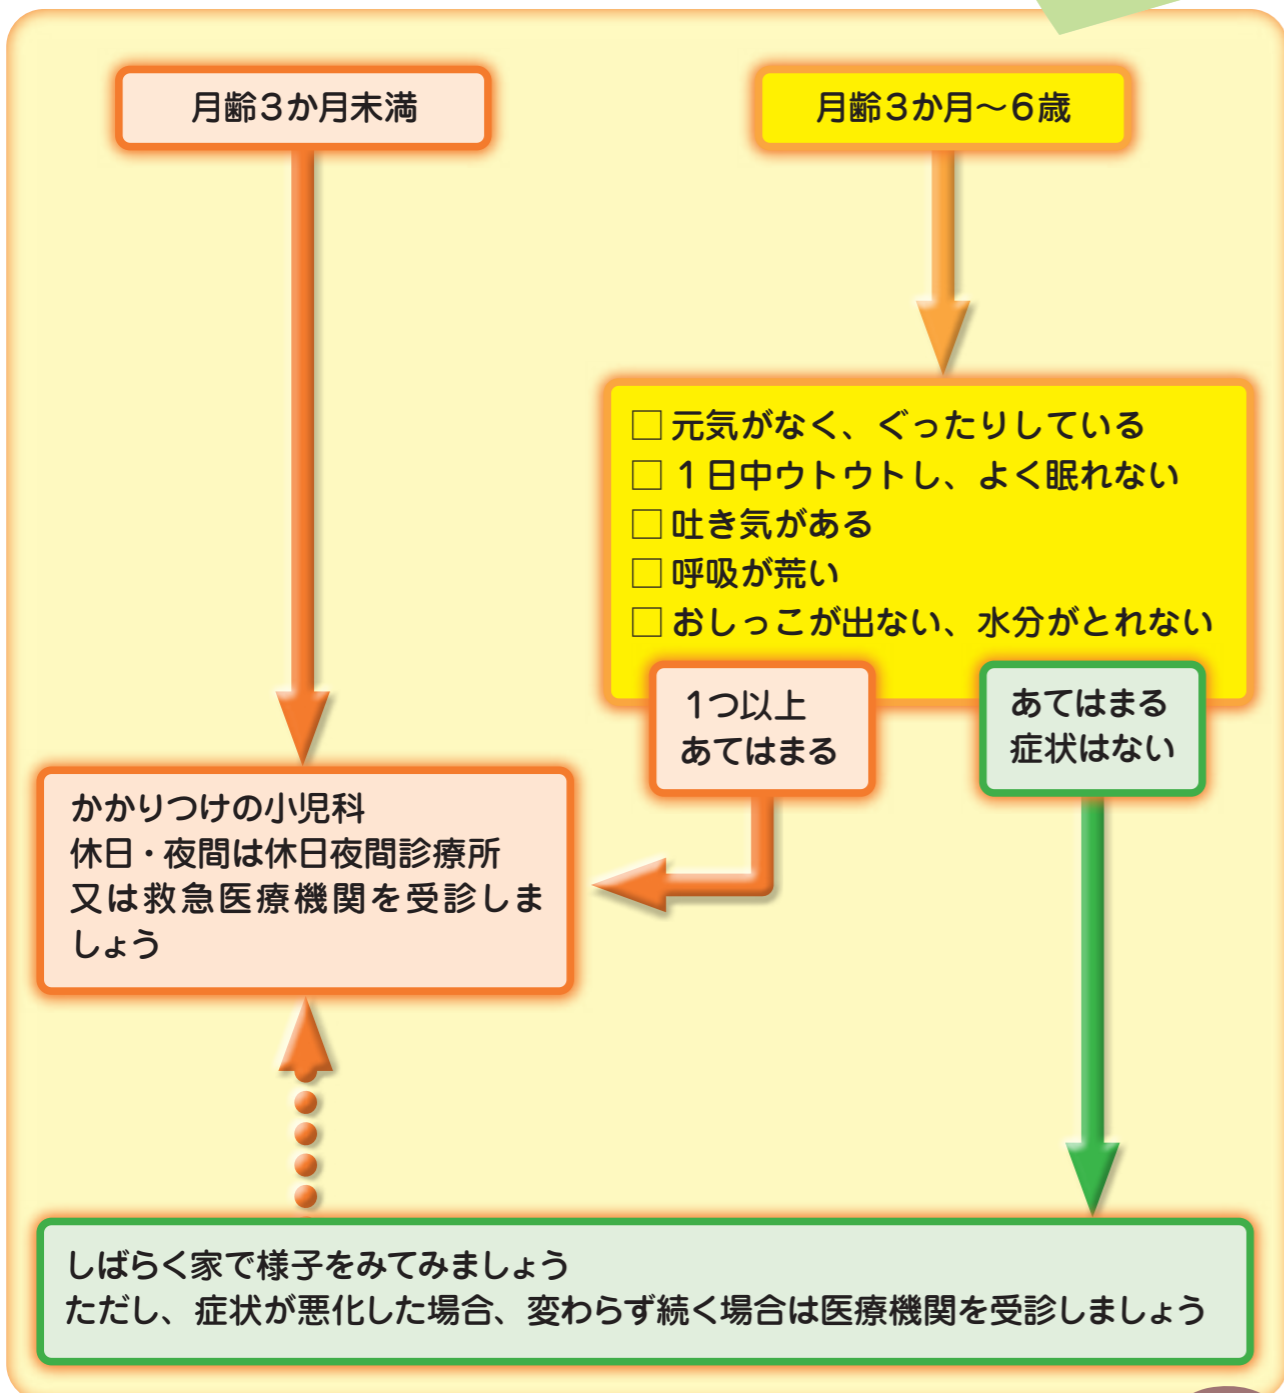 月齢3か月未満
月齢3か月～6歳
□ 元気がなく、ぐったりしている
□ 1日中ウトウトし、よく眠れない
□ 吐き気がある
□ 呼吸が荒い
□ おしっこが出ない、水分がとれない
1つ以上
あてはまる
あてはまる
症状はない
かかりつけの小児科
休日・夜間は休日夜間診療所
又は救急医療機関を受診しま
しょう
しばらく家で様子をみてみましょう
ただし、症状が悪化した場合、変わらず続く場合は医療機関を受診しましょう